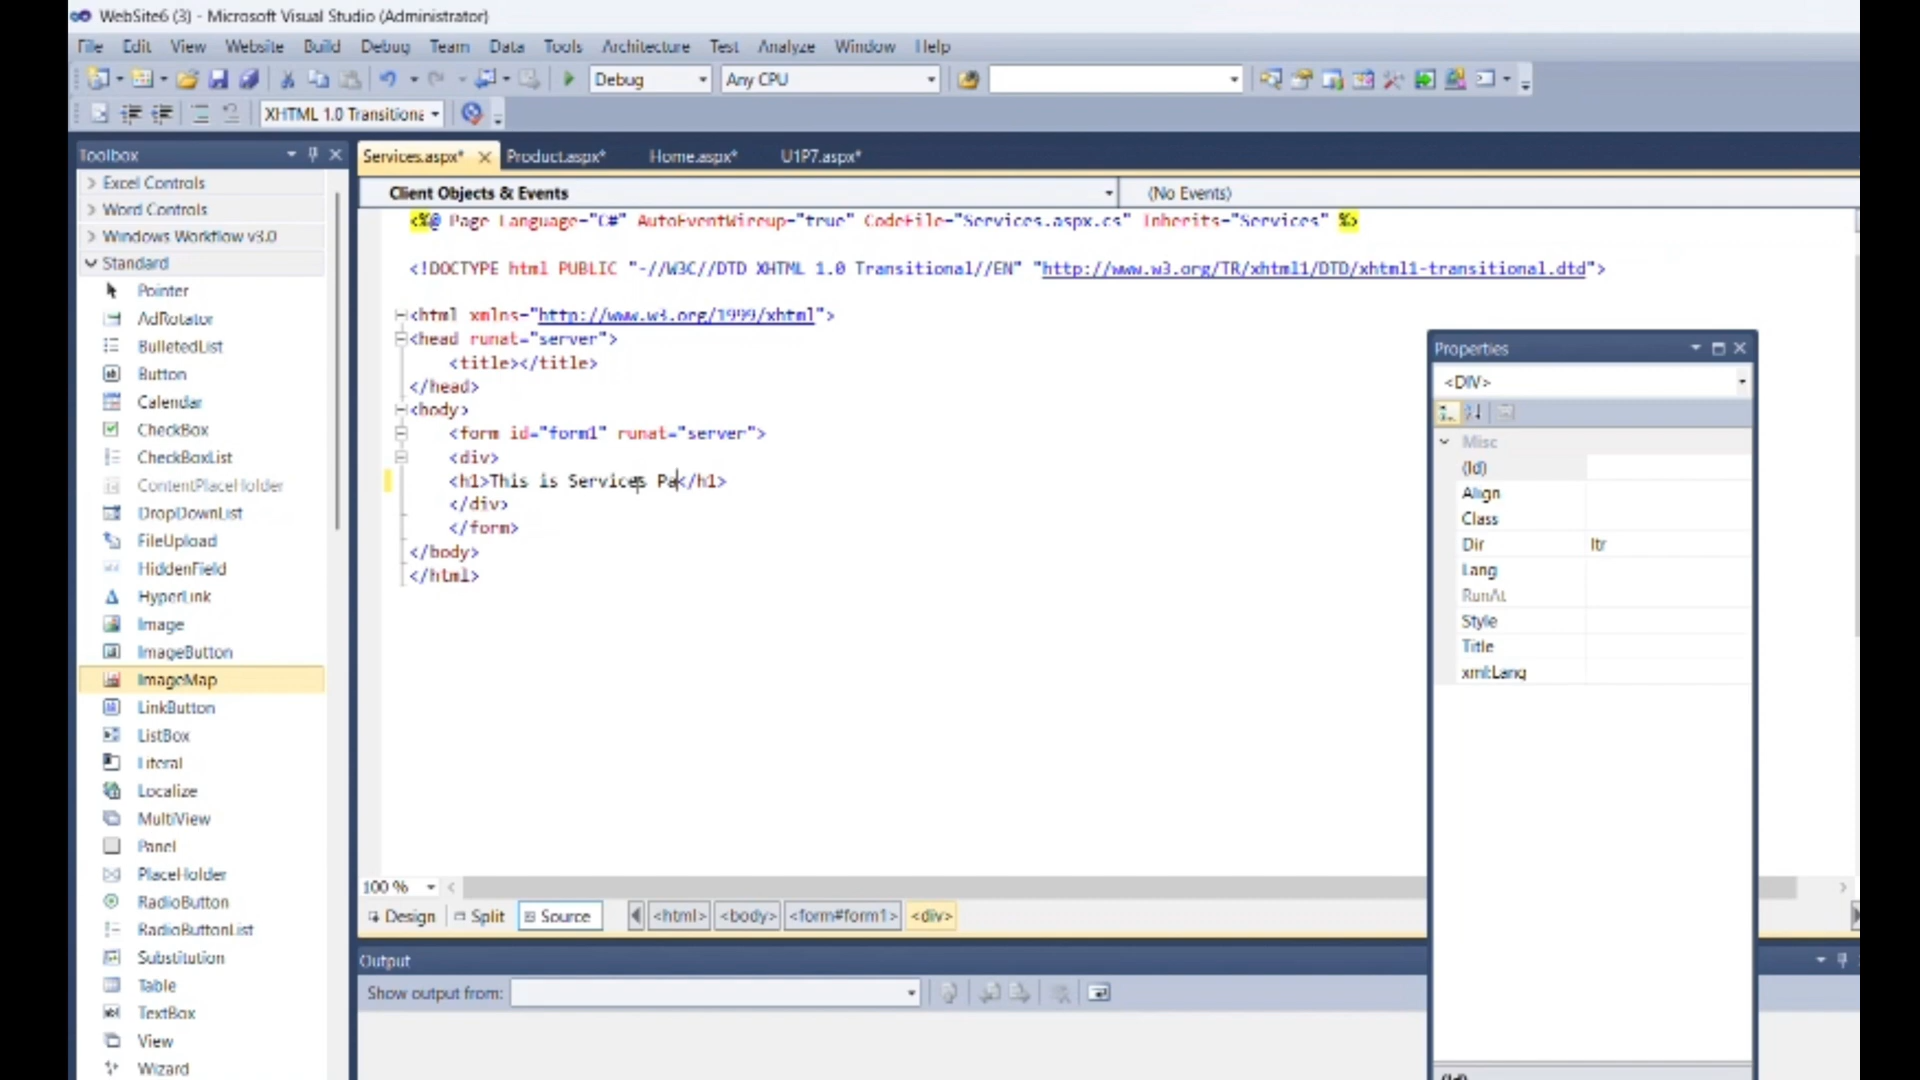 WebSite6 (3) - Microsoft Visual Studio (Administrator)
File Edit View Website Build Debug Team Data Tools Architecture Test Analyze Window Help
Debug Any CPU
XHTML 1.0 Transitiona
Toolbox
Services.aspx* Product.aspx* Home.aspx* U1P7.aspx*
Excel Controls
Word Controls
Windows Workflow v3.0
Standard
Pointer
AdRotator
BulletedList
Button
Calendar
CheckBox
CheckBoxList
ContentPlaceHolder
DropDownList
FileUpload
HiddenField
HyperLink
Image
ImageButton
ImageMap
LinkButton
ListBox
Literal
Localize
MultiView
Panel
PlaceHolder
RadioButton
RadioButtonList
Substitution
Table
TextBox
View
Wizard
Client Objects & Events (No Events)
<%@ Page Language="C#" AutoEventWireup="true" CodeFile="Services.aspx.cs" Inherits="Services" %>
<!DOCTYPE html PUBLIC "-//W3C//DTD XHTML 1.0 Transitional//EN" "http://www.w3.org/TR/xhtml1/DTD/xhtml1-transitional.dtd">
<html xmlns="http://www.w3.org/1999/xhtml">
<head runat="server">
<title></title>
</head>
<body>
<form id="form1" runat="server">
<div>
<h1>This is Services Pa</h1>
</div>
</form>
</body>
</html>
100 %
Design Split Source <html> <body> <form#form1> <div>
Output
Show output from:
Properties
<DIV>
Misc
(Id)
Align
Class
Dir ltr
Lang
RunAt
Style
Title
xml:Lang
(Id)